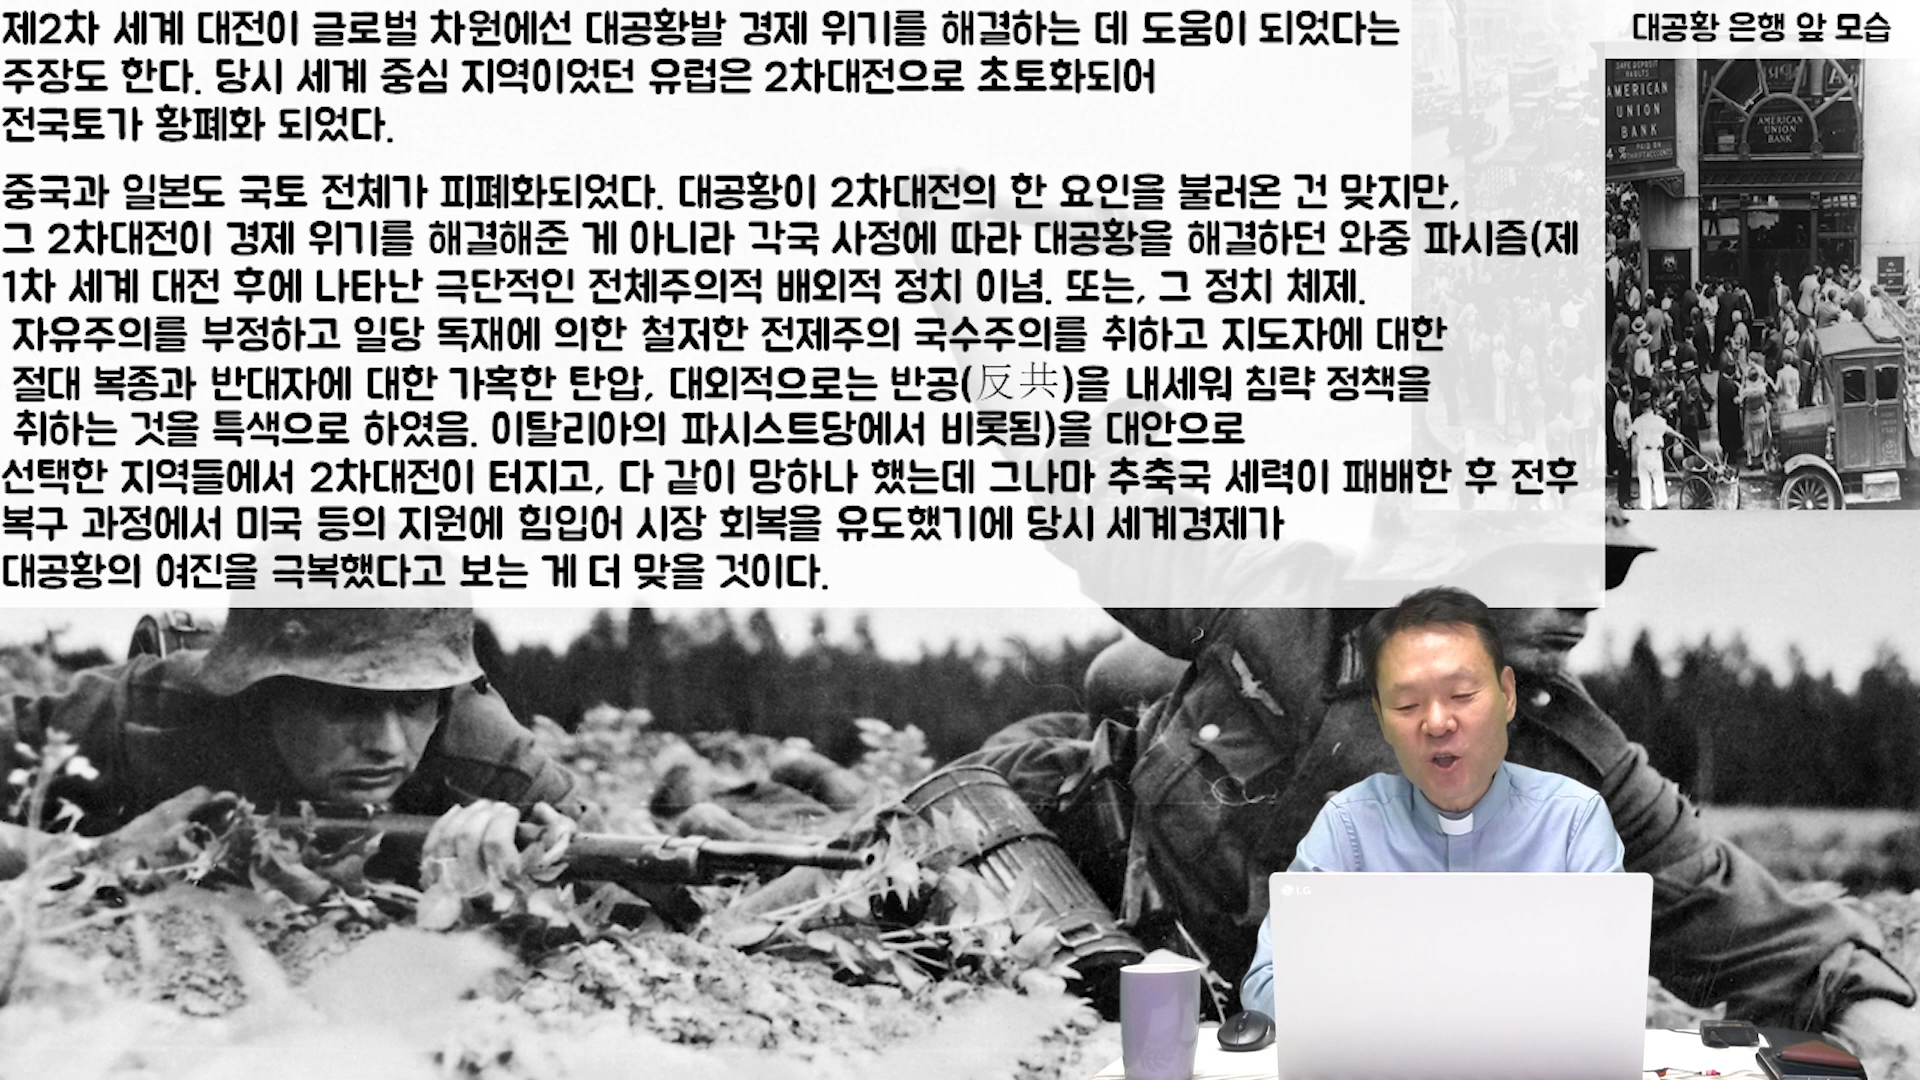 제2차 세계 대전이 글로벌 차원에선 대공황발 경제 위기를 해결하는 데 도움이 되었다는
주장도 한다. 당시 세계 중심 지역이었던 유럽은 2차대전으로 초토화되어
전국토가 황폐화 되었다.
중국과 일본도 국토 전체가 피폐화되었다. 대공황이 2차대전의 한 요인을 불러온 건 맞지만,
그 2차대전이 경제 위기를 해결해준 게 아니라 각국 사정에 따라 대공황을 해결하던 와중 파시즘(제
1차 세계 대전 후에 나타난 극단적인 전체주의적 배외적 정치 이념. 또는, 그 정치 체제.
자유주의를 부정하고 일당 독재에 의한 철저한 전제주의 국수주의를 취하고 지도자에 대한
절대 복종과 반대자에 대한 가혹한 탄압, 대외적으로는 반공(反共)을 내세워 침략 정책을
취하는 것을 특색으로 하였음. 이탈리아의 파시스트당에서 비롯됨)을 대안으로
선택한 지역들에서 2차대전이 터지고, 다 같이 망하나 했는데 그나마 추축국 세력이 패배한 후 전후
복구 과정에서 미국 등의 지원에 힘입어 시장 회복을 유도했기에 당시 세계경제가
대공황의 여진을 극복했다고 보는 게 더 맞을 것이다.
대공황 은행 앞 모습
SAFE DEPOSIT
VAULTS
AMERICAN
UNION
BANK
4%
PAID ON
THRIFT ACCOUNTS
AMERICAN
UNION
BANK
LG